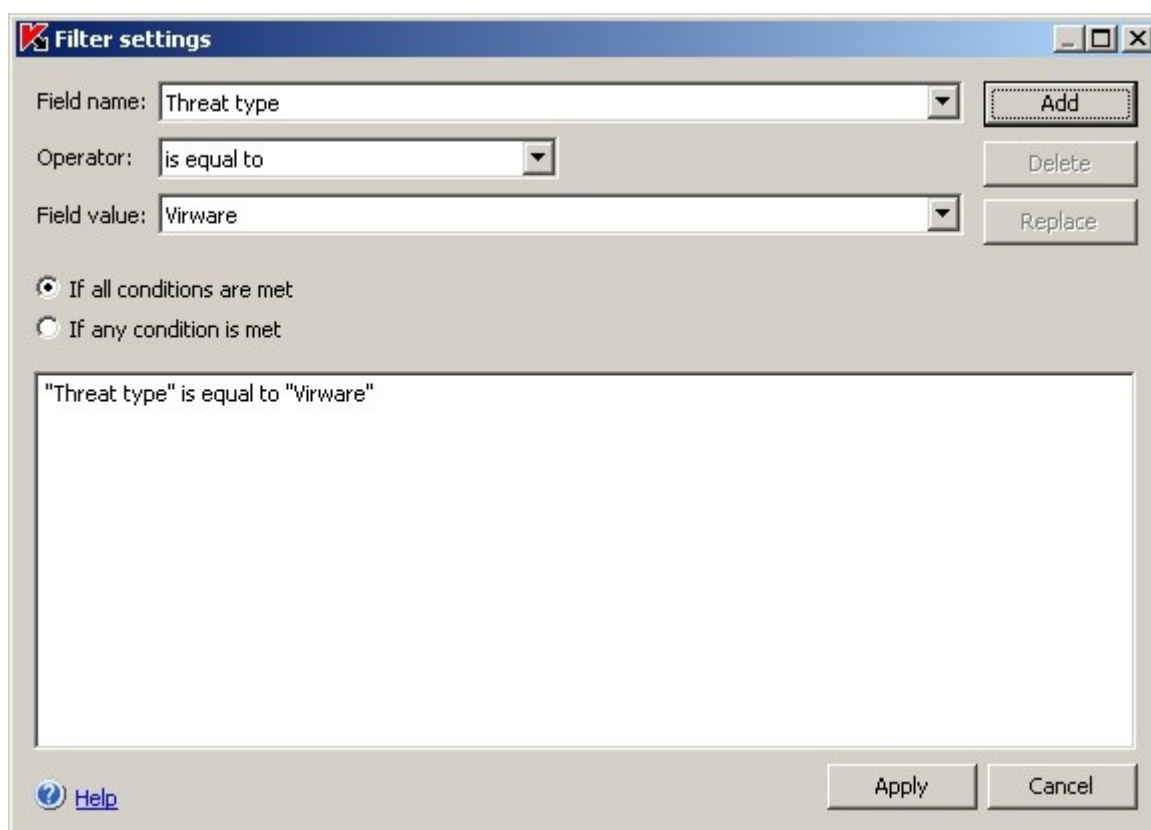 Filter settings
Field name: Threat type Add
Operator: is equal to Delete
Field value: Virware Replace
If all conditions are met
If any condition is met
"Threat type" is equal to "Virware"
Help Apply Cancel